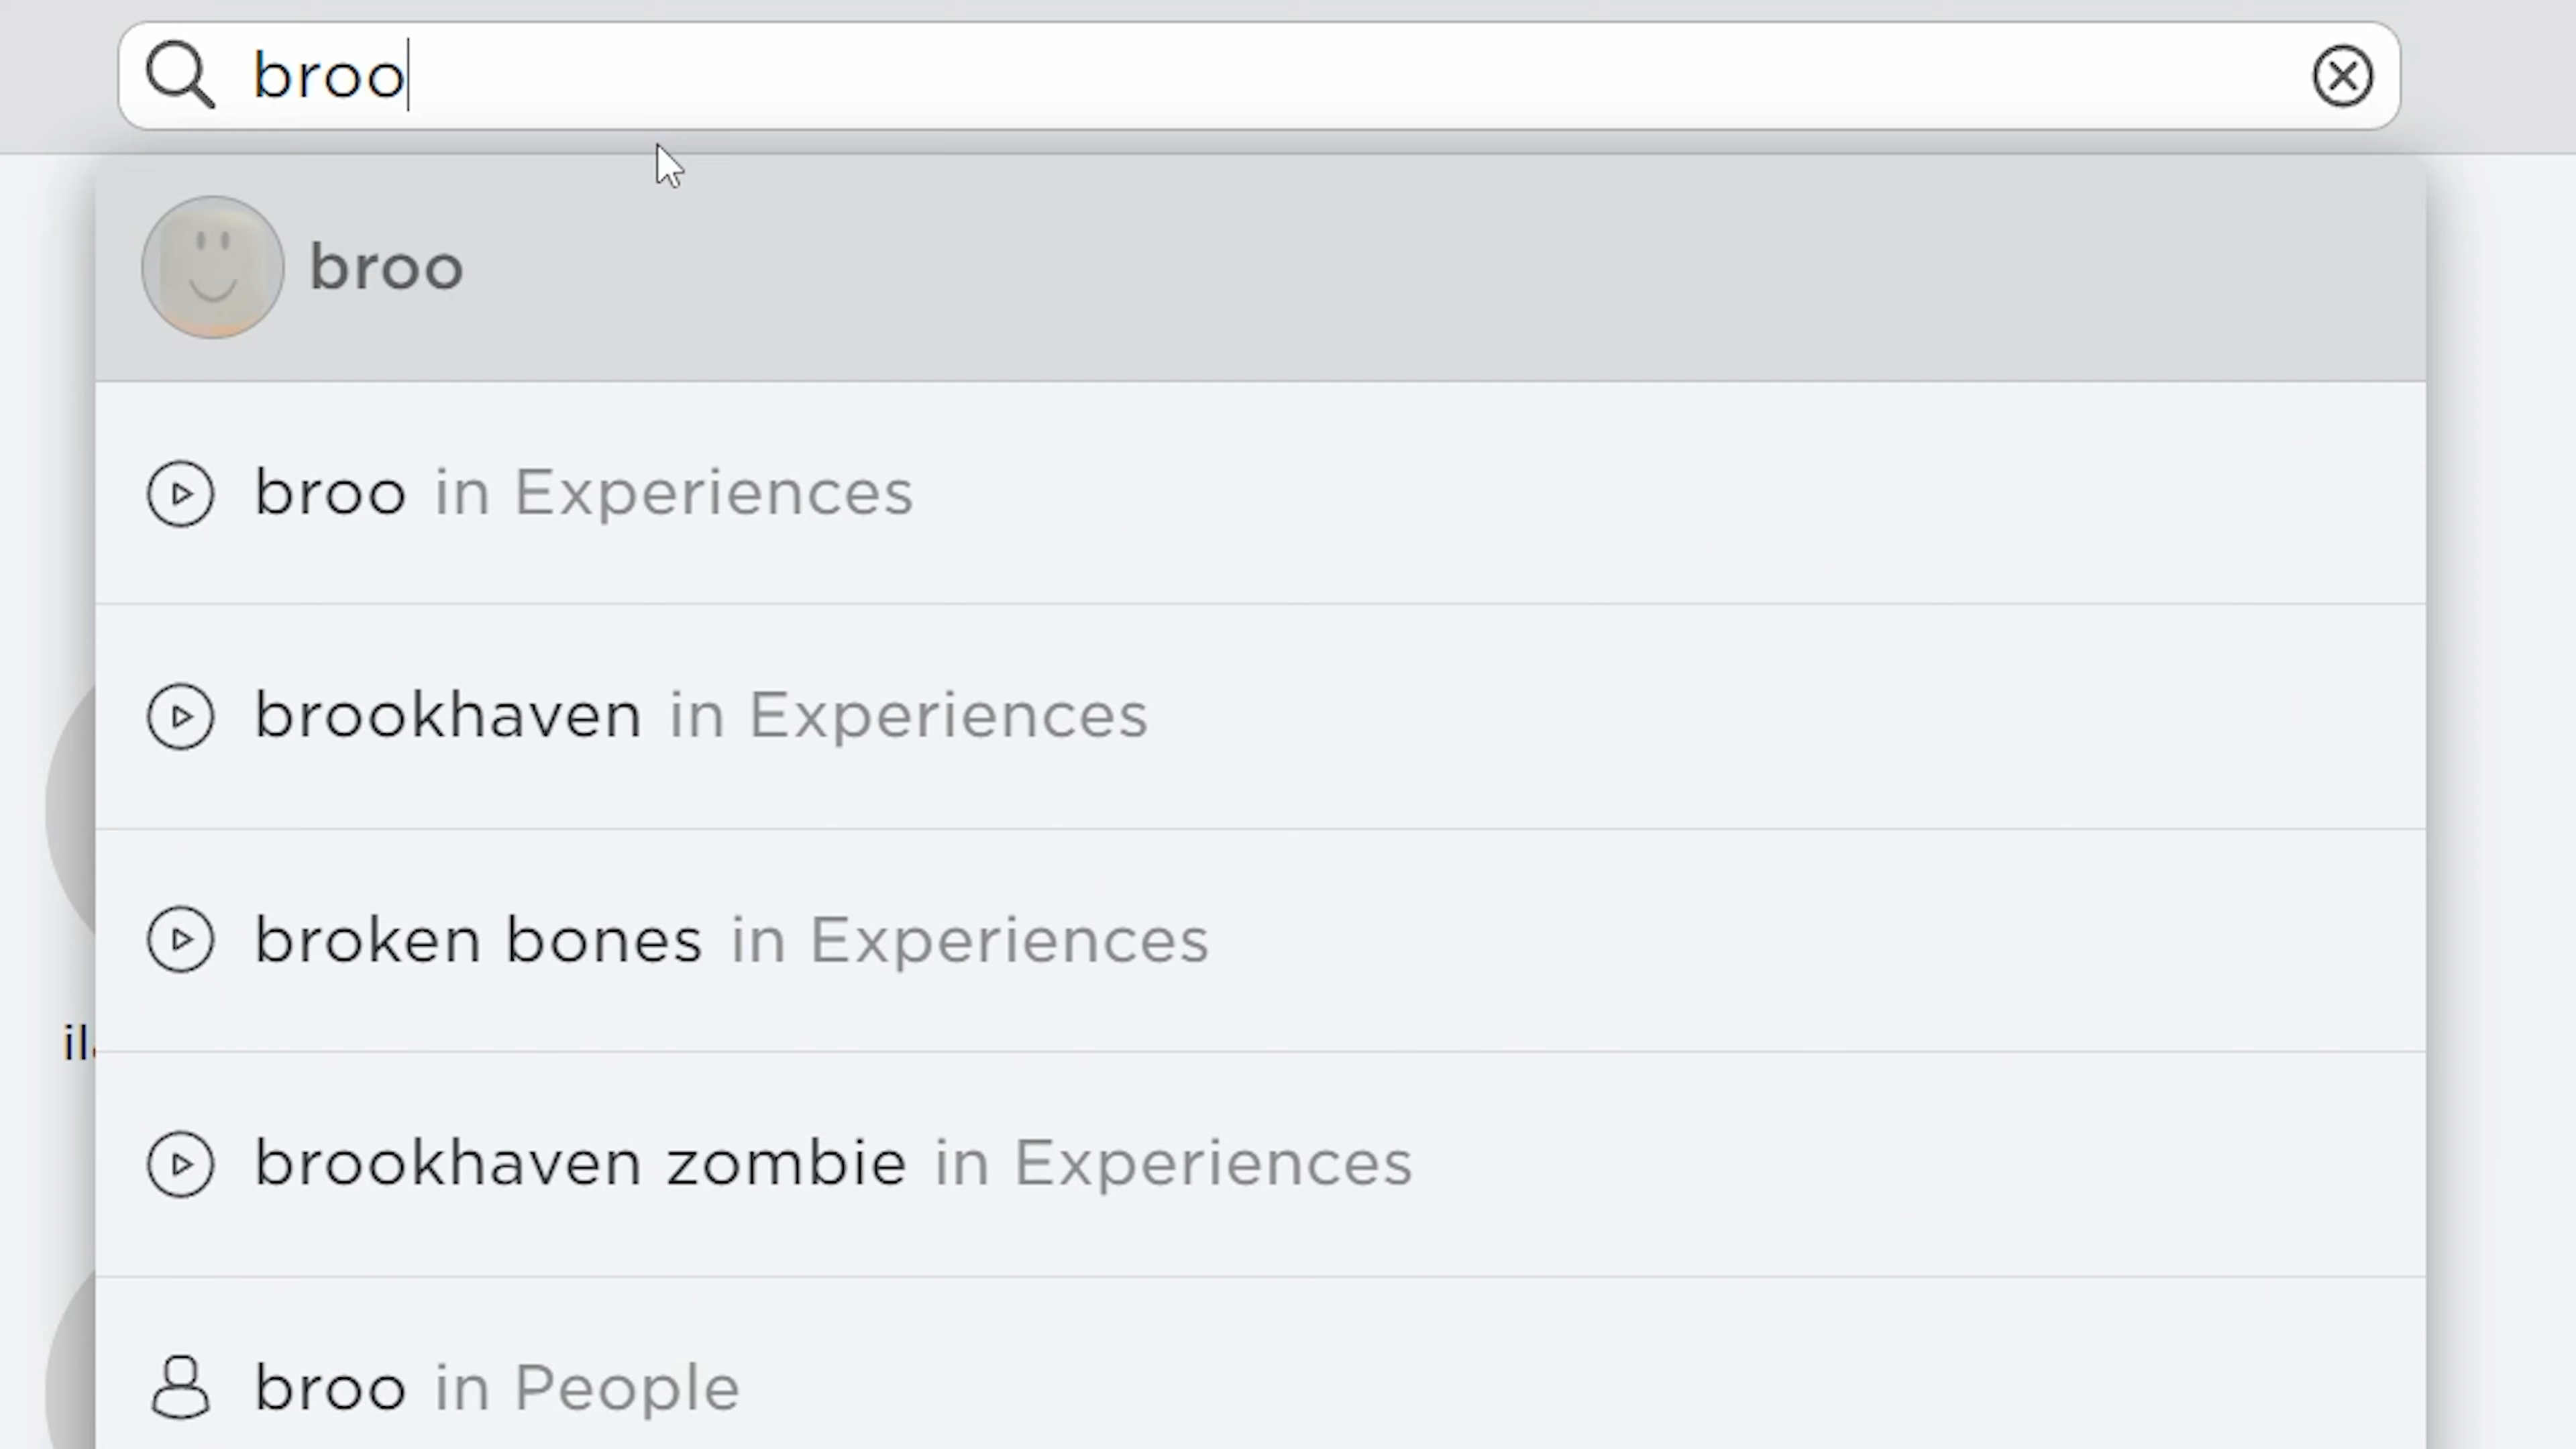 broo
broo
broo in Experiences
brookhaven in Experiences
broken bones in Experiences
il
brookhaven zombie in Experiences
broo in People